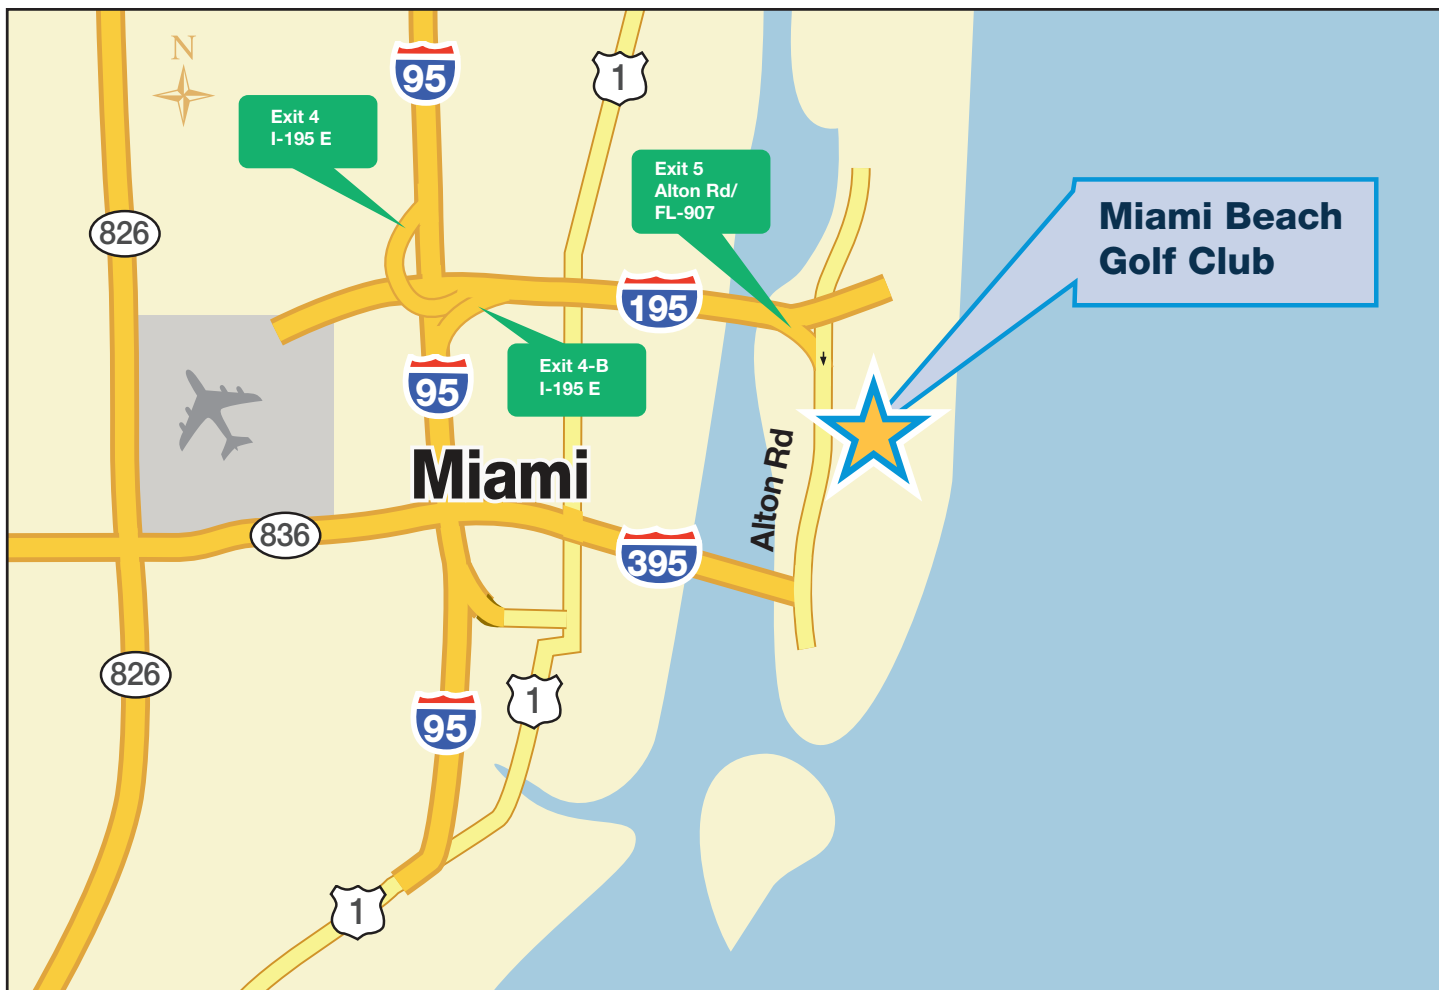 N
95
1
Exit 4
I-195 E
Exit 5
Alton Rd/
FL-907
Miami Beach
Golf Club
826
195
Exit 4-B
I-195 E
95
Miami
Alton Rd
836
395
826
1
95
1